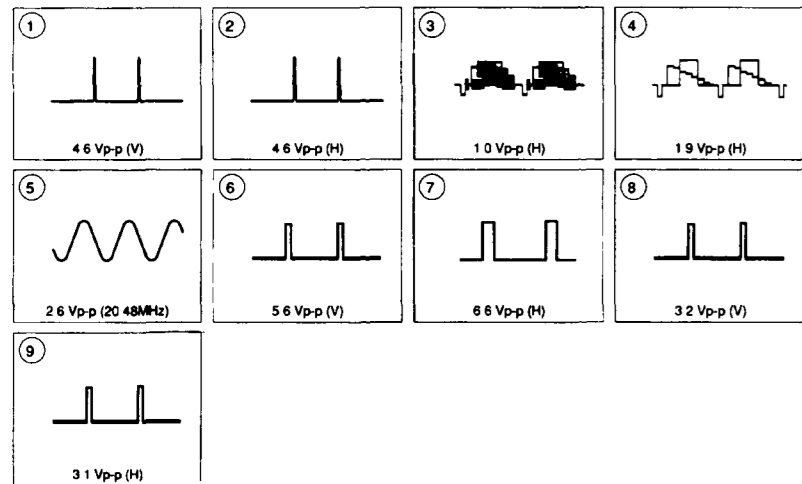 1
2
3
4
4 6 Vp-p (V)
4 6 Vp-p (H)
1 0 Vp-p (H)
1 9 Vp-p (H)
5
6
7
8
2 6 Vp-p (20 48MHz)
5 6 Vp-p (V)
6 6 Vp-p (H)
3 2 Vp-p (V)
9
3 1 Vp-p (H)